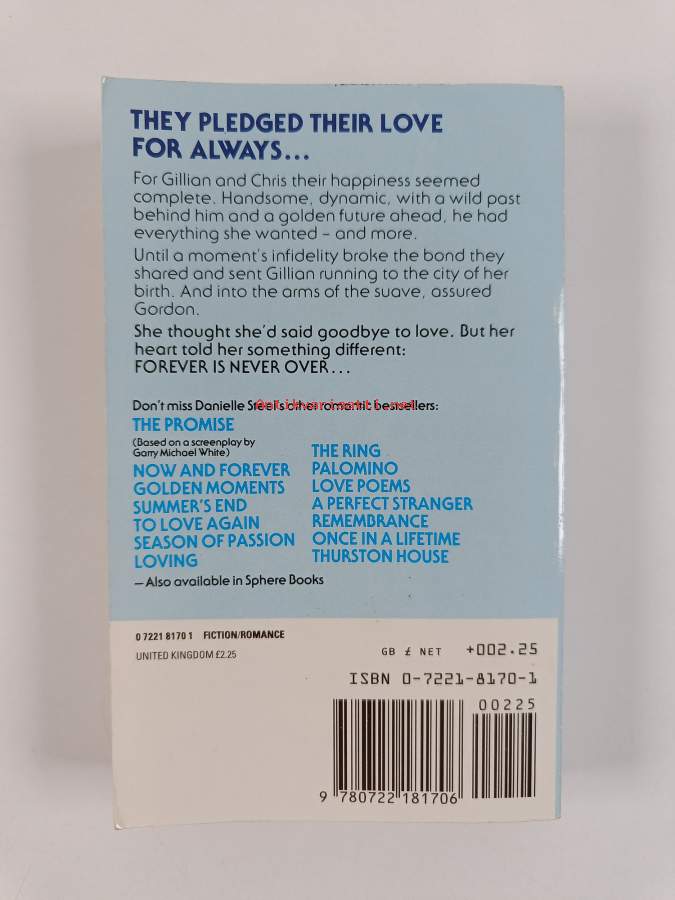 THEY PLEDGED THEIR LOVE
FOR ALWAYS...
For Gillian and Chris their happiness seemed
complete. Handsome, dynamic, with a wild past
behind him and a golden future ahead, he had
everything she wanted – and more.
Until a moment's infidelity broke the bond they
shared and sent Gillian running to the city of her
birth. And into the arms of the suave, assured
Gordon.
She thought she'd said goodbye to love. But her
heart told her something different:
FOREVER IS NEVER OVER...
Don't miss Danielle Steel's other romantic bestsellers:
Antikvariaatti.net
THE PROMISE
(Based on a screenplay by
Garry Michael White)
NOW AND FOREVER
GOLDEN MOMENTS
SUMMER'S END
TO LOVE AGAIN
SEASON OF PASSION
LOVING
THE RING
PALOMINO
LOVE POEMS
A PERFECT STRANGER
REMEMBRANCE
ONCE IN A LIFETIME
THURSTON HOUSE
—Also available in Sphere Books
0 7221 8170 1 FICTION/ROMANCE
UNITED KINGDOM £2.25
GB £ NET +002.25
ISBN 0-7221-8170-1
00225
9 780722 181706